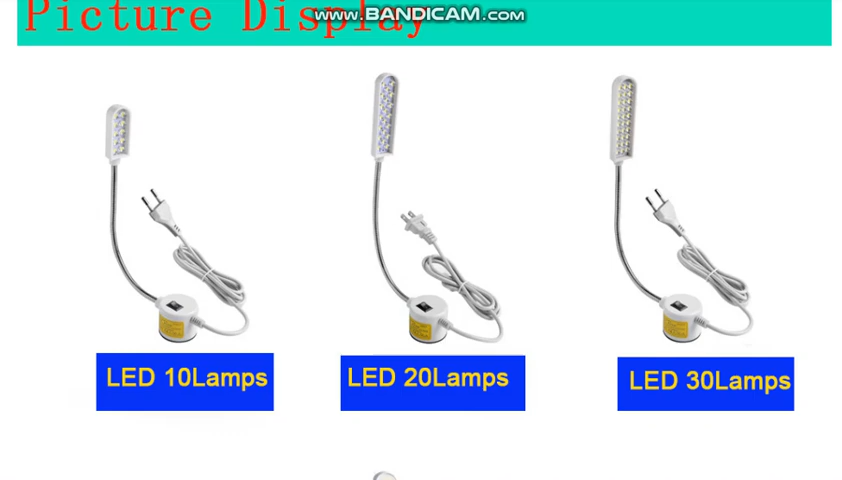 Picture Display
www.BANDICAM.com
LED 10Lamps
LED 20Lamps
LED 30Lamps